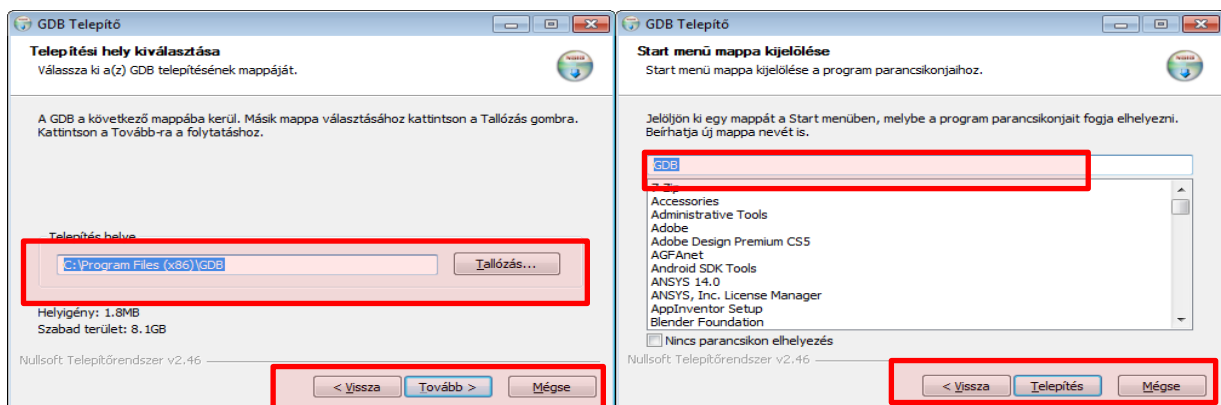 GDB Telepítő
Telepítési hely kiválasztása
Válassza ki a(z) GDB telepítésének mappáját.
A GDB a következő mappába kerül. Másik mappa választásához kattintson a Tallózás gombra.
Kattintson a Tovább-ra a folytatáshoz.
Telepítés helye
C:\Program Files (x86)\GDB
Tallózás...
Helyigény: 1.8MB
Szabad terület: 8.1GB
Nullsoft Telepítőrendszer v2.46
< Vissza
Tovább >
Mégse
GDB Telepítő
Start menü mappa kijelölése
Start menü mappa kijelölése a program parancsikonjaihoz.
Jelöljön ki egy mappát a Start menüben, melybe a program parancsikonjait fogja elhelyezni.
Beírhatja új mappa nevét is.
GDB
7-Zip
Accessories
Administrative Tools
Adobe
Adobe Design Premium CS5
AGFAnet
Android SDK Tools
ANSYS 14.0
ANSYS, Inc. License Manager
AppInventor Setup
Blender Foundation
Nincs parancsikon elhelyezés
Nullsoft Telepítőrendszer v2.46
< Vissza
Telepítés
Mégse